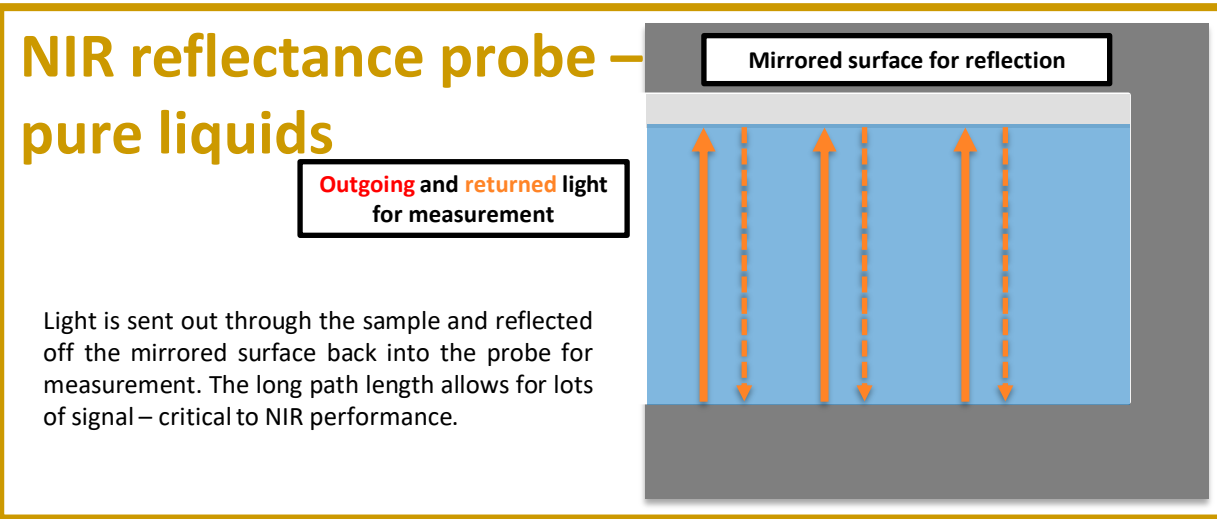 NIR reflectance probe –
pure liquids
Mirrored surface for reflection
Outgoing and returned light
for measurement
Light is sent out through the sample and reflected
off the mirrored surface back into the probe for
measurement. The long path length allows for lots
of signal – critical to NIR performance.